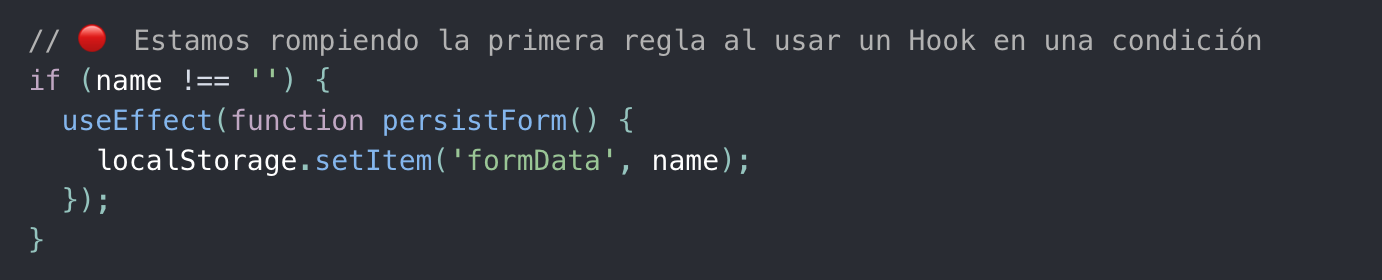 // 🔴 Estamos rompiendo la primera regla al usar un Hook en una condición
if (name !== '') {
  useEffect(function persistForm() {
    localStorage.setItem('formData', name);
  });
}